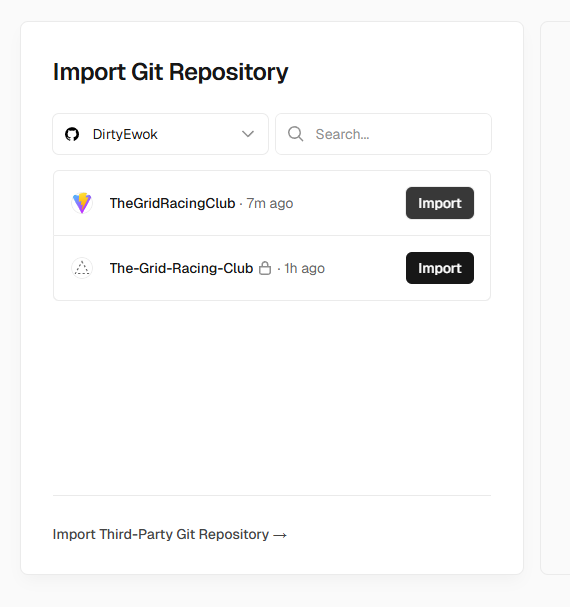 Import Git Repository
DirtyEwok
Search...
TheGridRacingClub · 7m ago
Import
The-Grid-Racing-Club · 1h ago
Import
Import Third-Party Git Repository →